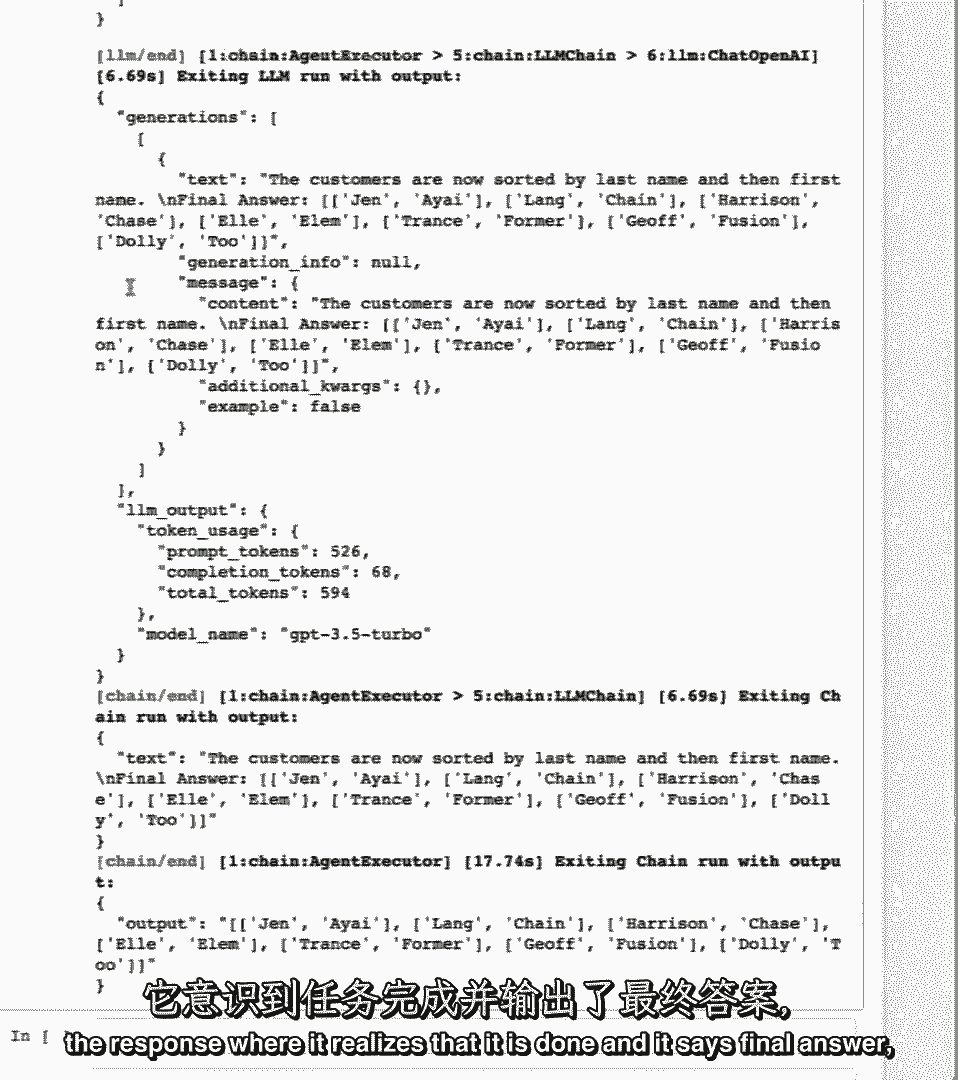 ]
}
[llm/end] [1:chain:AgentExecutor > 5:chain:LLMChain > 6:llm:ChatOpenAI]
[6.69s] Exiting LLM run with output:
{
"generations": [
[
{
"text": "The customers are now sorted by last name and then first
name. \nFinal Answer: [['Jen', 'Ayai'], ['Lang', 'Chain'], ['Harrison',
'Chase'], ['Elle', 'Elem'], ['Trance', 'Former'], ['Geoff', 'Fusion'],
['Dolly', 'Too']]",
"generation_info": null,
"message": {
"content": "The customers are now sorted by last name and then
first name. \nFinal Answer: [['Jen', 'Ayai'], ['Lang', 'Chain'], ['Harris
on', 'Chase'], ['Elle', 'Elem'], ['Trance', 'Former'], ['Geoff', 'Fusio
n'], ['Dolly', 'Too']]",
"additional_kwargs": {},
"example": false
}
}
]
],
"llm_output": {
"token_usage": {
"prompt_tokens": 526,
"completion_tokens": 68,
"total_tokens": 594
},
"model_name": "gpt-3.5-turbo"
}
}
[chain/end] [1:chain:AgentExecutor > 5:chain:LLMChain] [6.69s] Exiting Ch
ain run with output:
{
"text": "The customers are now sorted by last name and then first name.
\nFinal Answer: [['Jen', 'Ayai'], ['Lang', 'Chain'], ['Harrison', 'Chas
e'], ['Elle', 'Elem'], ['Trance', 'Former'], ['Geoff', 'Fusion'], ['Doll
y', 'Too']]"
}
[chain/end] [1:chain:AgentExecutor] [17.74s] Exiting Chain run with outpu
t:
{
"output": "[['Jen', 'Ayai'], ['Lang', 'Chain'], ['Harrison', 'Chase'],
['Elle', 'Elem'], ['Trance', 'Former'], ['Geoff', 'Fusion'], ['Dolly', 'T
oo']]"
}
它意识到任务完成并输出了最终答案,
In [
the response where it realizes that it is done and it says final answer,